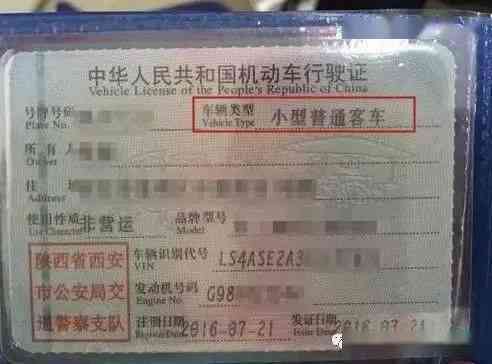 中华人民共和国机动车行驶证
Vehicle License of the People's Republic of China
号牌号码
Plate No.
车辆类型 小型普通客车
Vehicle Type
所有人
Owner
住址
Address
使用性质 非营运
Use Character
品牌型号
Model
陕西省西安
市公安局交
通警察支队
车辆识别代号 LS4ASE2A3
VIN
发动机号码 G98
Engine No.
注册日期 2016-07-21
Register Date
发证日期 2016-07-21